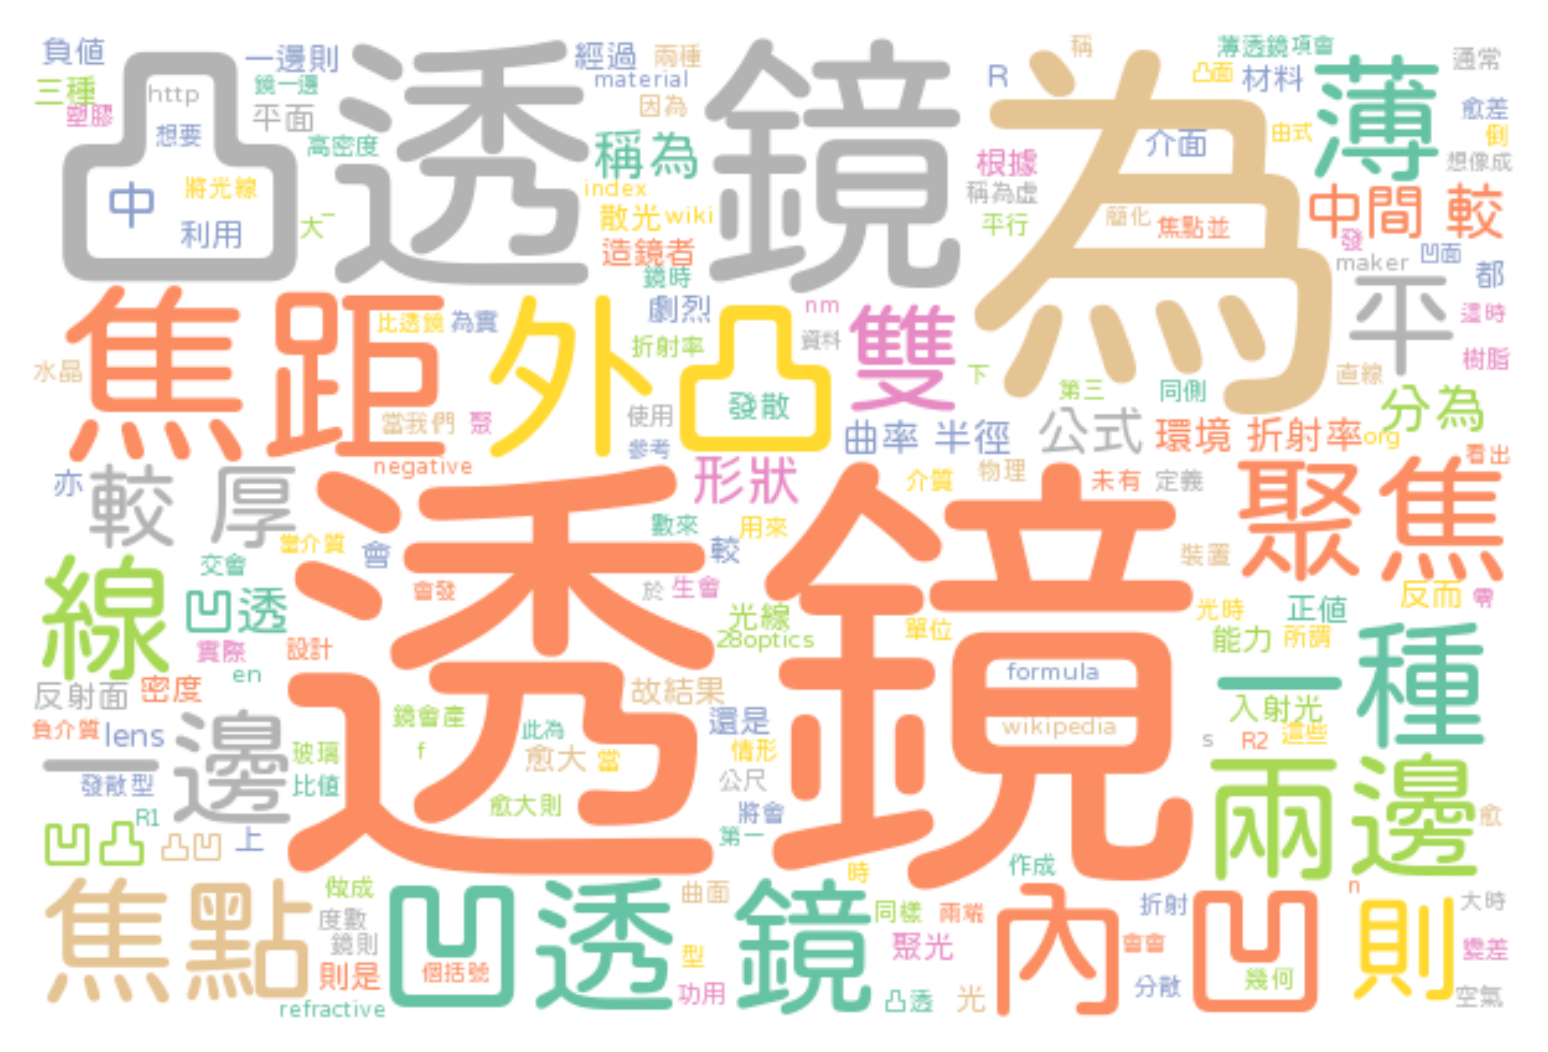 負値 一邊則 經過 兩種 稱 薄透鏡項會 通常
三種 http 鏡一邊 material R 凸面 材料
凸透鏡 為 薄
塑膠 想要 平面 因為 愈差
高密度 稱為 介面 由式 倒
中 將光線 index 根據 想像成
利用 大 散光 wiki 稱為虛 中間 較
造鏡者 平行 簡化 焦點並 發 凹面
鏡時 maker 都
焦距 外凸 雙 平
比透鏡 為實 劇烈 nm 這時
水晶 折射率 資料 下 直線 樹脂
發散 第三 同側 分為
當我們 聚 使用 公式
參考 曲率 半徑 環境 折射率 org
negative 形狀 介質 物理 未有 定義 看出
亦 較 厚 聚焦
透鏡
當介質 會 數來 用來 較
交會 裝置
線 凹透 會發 於 生會 反而 零
光線 單位 光時 正值
28optics 能力 所謂
實際 設計 一種
en formula
反射面 密度 故結果 入射光
負介質 lens 鏡會產 此為 還是 wikipedia s R2 這些
一邊 玻璃 f 愈大 當 情形
發散型 比值 公尺 兩邊
R1 愈大則 將會
凹凸 凸凹 上 第一 愈
時 作成
焦點 做成 凹透鏡 曲面 內凹 n 則
度數 同樣 兩端 折射 大時
鏡則 聚光 會會 變差
則是 個括號 型 幾何
功用 凸透 光 分散 空氣
refractive